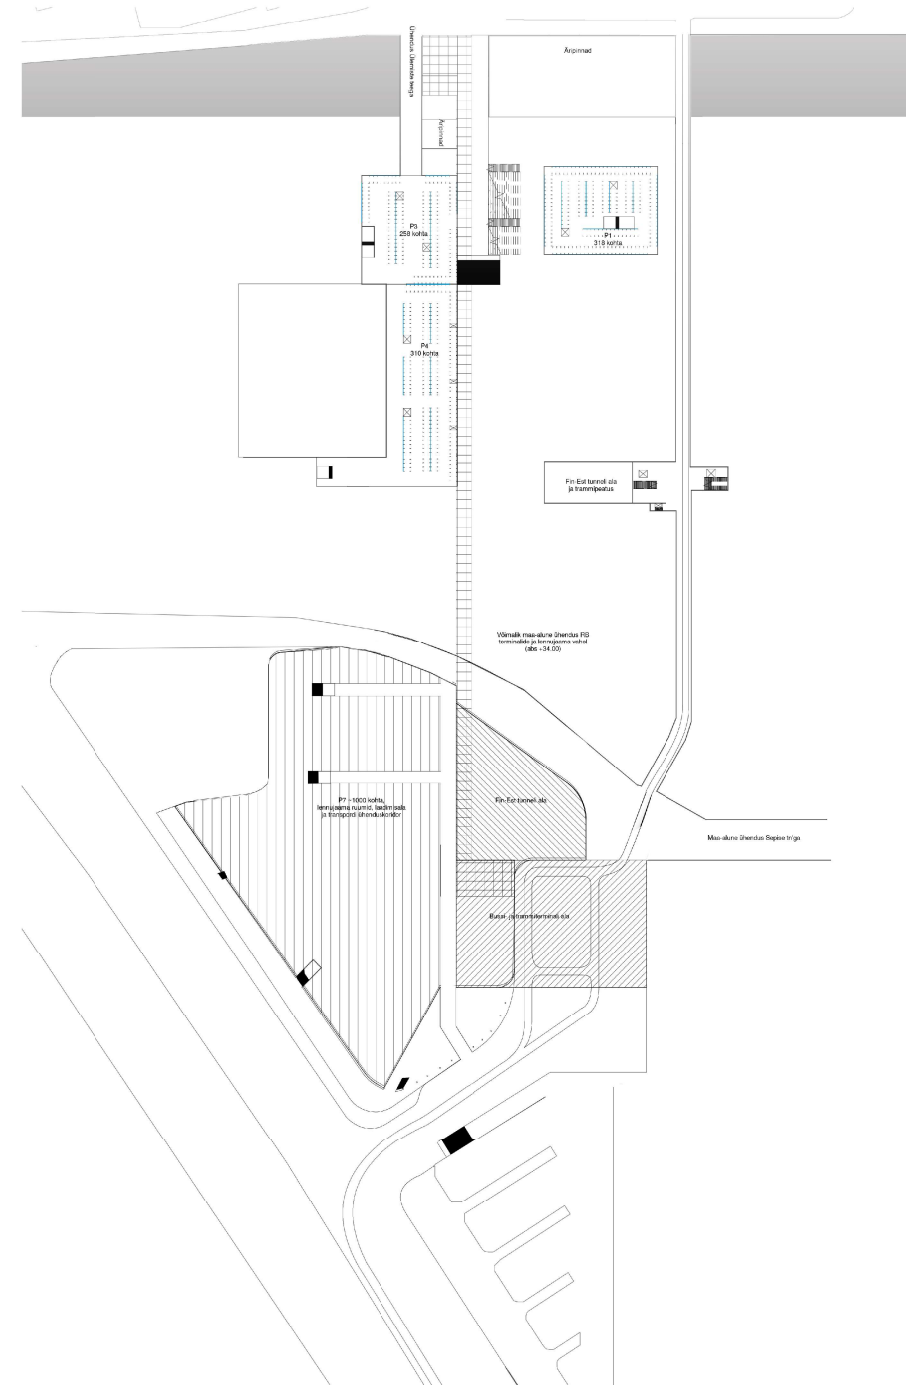 Äripinnad
Ühendus Ülemiste teega
Äripinnad
P3
258 kohta
P1
318 kohta
P4
310 kohta
Fin-Est tunneli ala
ja trammipeatus
Võimalik maa-alune ühendus RB
terminalide ja lennujaama vahel
(abs +34.00)
P7 ~1000 kohta,
lennujaama ruumid, laadimisala
ja transpordi ühenduskoridor
Fin-Est tunneli ala
Maa-alune ühendus Sepise tn'ga
Bussi- ja trammiterminali ala